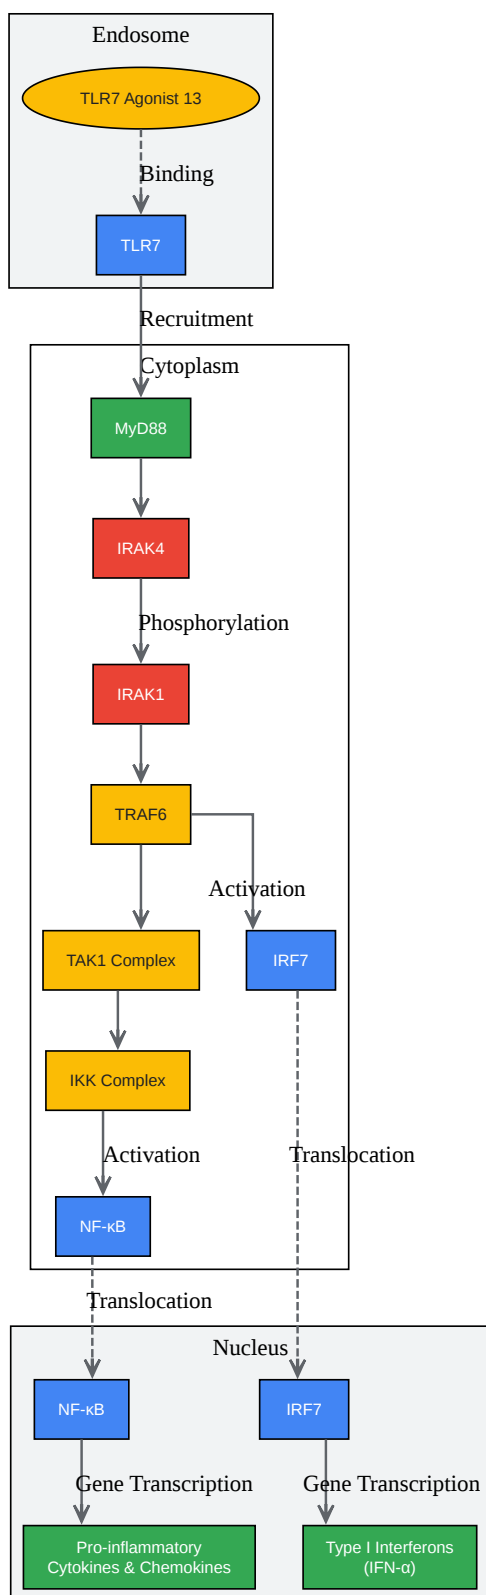 Endosome
TLR7 Agonist 13
Binding
TLR7
Recruitment
Cytoplasm
MyD88
IRAK4
Phosphorylation
IRAK1
TRAF6
Activation
TAK1 Complex
IRF7
IKK Complex
Activation
Translocation
NF-κB
Translocation
Nucleus
NF-κB
IRF7
Gene Transcription
Gene Transcription
Pro-inflammatory
Cytokines & Chemokines
Type I Interferons
(IFN-α)